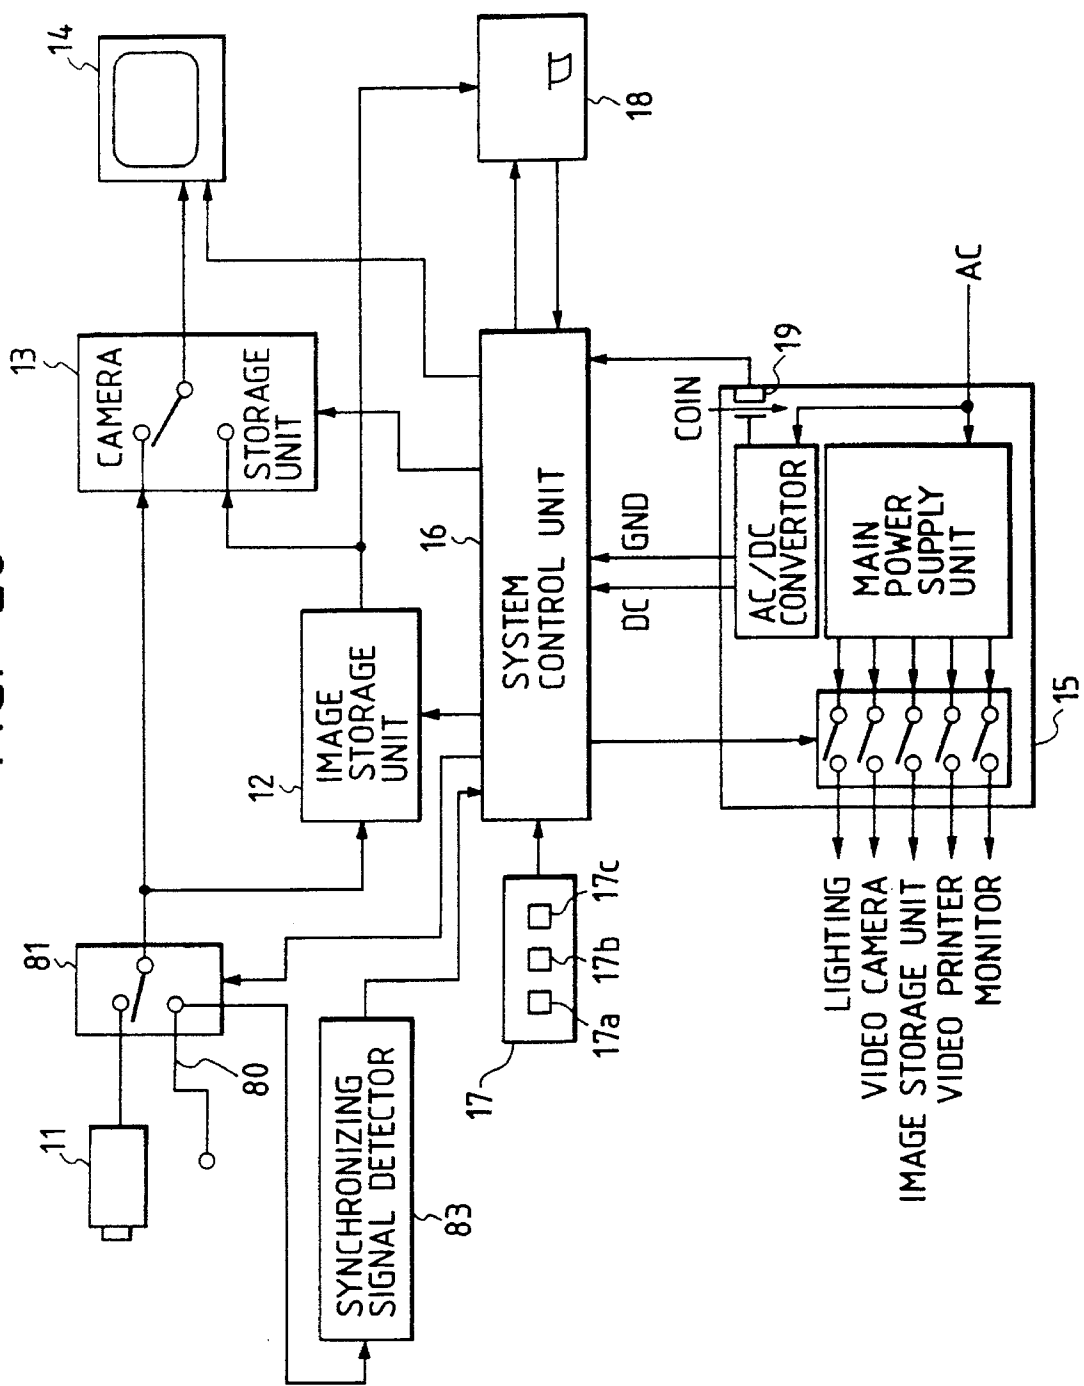 11
81
13
14
CAMERA
STORAGE
UNIT
80
12
IMAGE
STORAGE
UNIT
SYNCHRONIZING
SIGNAL DETECTOR
83
16
SYSTEM
CONTROL UNIT
17
17a
17b
17c
18
DC
GND
COIN
19
AC/DC
CONVERTOR
AC
MAIN
POWER
SUPPLY
UNIT
LIGHTING
VIDEO CAMERA
IMAGE STORAGE UNIT
VIDEO PRINTER
MONITOR
15